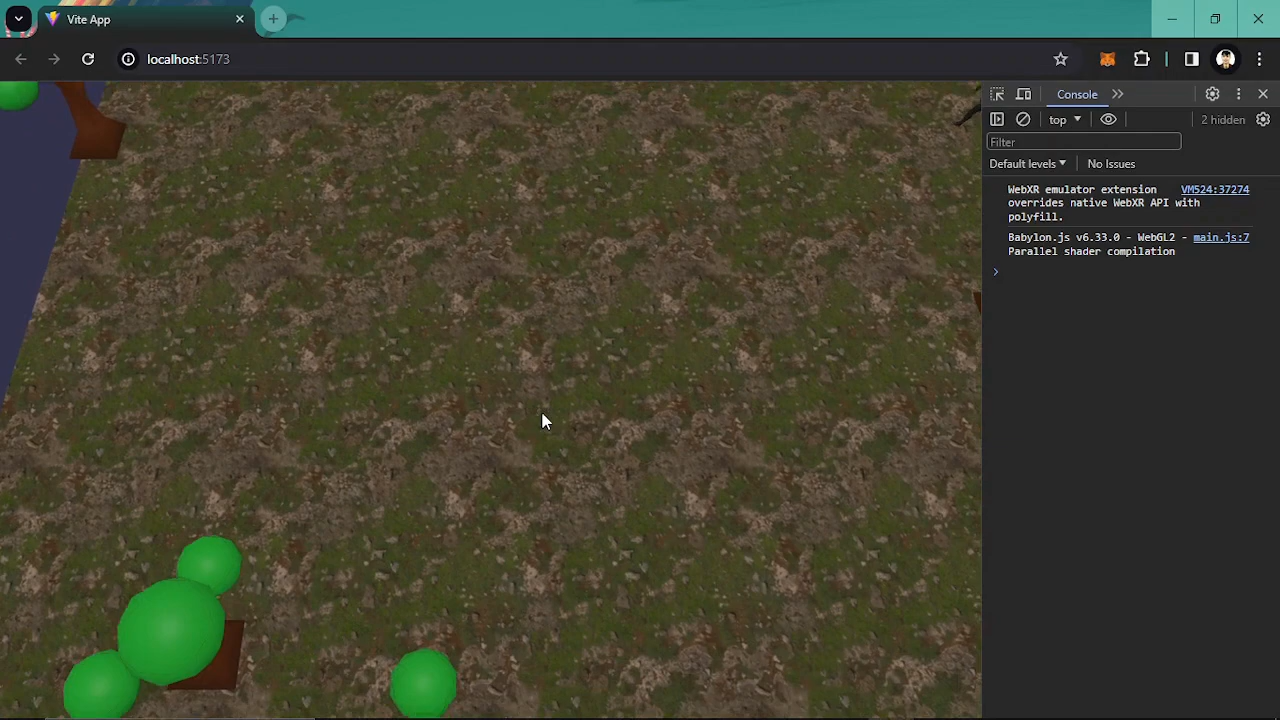 Vite App
localhost:5173
Console
top
2 hidden
Filter
Default levels
No Issues
WebXR emulator extension VM524:37274
overrides native WebXR API with
polyfill.
Babylon.js v6.33.0 - WebGL2 - main.js:7
Parallel shader compilation